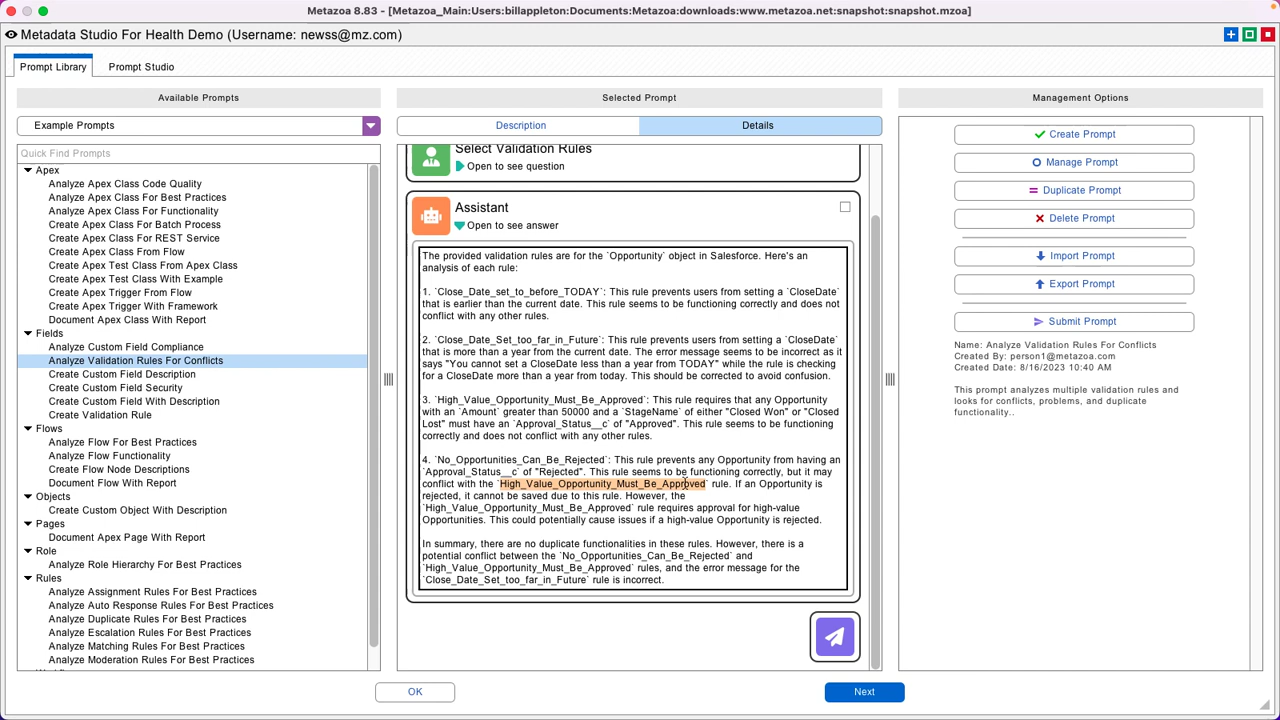 Metazoa 8.83 - [Metazoa_Main:Users:billappleton:Documents:Metazoa:downloads:www.metazoa.net:snapshot:snapshot.mzoa]
Metadata Studio For Health Demo (Username: newss@mz.com)
Prompt Library
Prompt Studio
Available Prompts
Example Prompts
Quick Find Prompts
Apex
Analyze Apex Class Code Quality
Analyze Apex Class For Best Practices
Analyze Apex Class For Functionality
Create Apex Class For Batch Process
Create Apex Class For REST Service
Create Apex Class From Flow
Create Apex Test Class From Apex Class
Create Apex Test Class With Example
Create Apex Trigger From Flow
Create Apex Trigger With Framework
Document Apex Class With Report
Fields
Analyze Custom Field Compliance
Analyze Validation Rules For Conflicts
Create Custom Field Description
Create Custom Field Security
Create Custom Field With Description
Create Validation Rule
Flows
Analyze Flow For Best Practices
Analyze Flow Functionality
Create Flow Node Descriptions
Document Flow With Report
Objects
Create Custom Object With Description
Pages
Document Apex Page With Report
Role
Analyze Role Hierarchy For Best Practices
Rules
Analyze Assignment Rules For Best Practices
Analyze Auto Response Rules For Best Practices
Analyze Duplicate Rules For Best Practices
Analyze Escalation Rules For Best Practices
Analyze Matching Rules For Best Practices
Analyze Moderation Rules For Best Practices
Selected Prompt
Description
Details
Select Validation Rules
Open to see question
Assistant
Open to see answer
The provided validation rules are for the `Opportunity` object in Salesforce. Here's an
analysis of each rule:
1. `Close_Date_set_to_before_TODAY`: This rule prevents users from setting a `CloseDate`
that is earlier than the current date. This rule seems to be functioning correctly and does not
conflict with any other rules.
2. `Close_Date_Set_too_far_in_Future`: This rule prevents users from setting a `CloseDate`
that is more than a year from the current date. The error message seems to be incorrect as it
says "You cannot set a CloseDate less than a year from TODAY" while the rule is checking
for a CloseDate more than a year from today. This should be corrected to avoid confusion.
3. `High_Value_Opportunity_Must_Be_Approved`: This rule requires that any Opportunity
with an `Amount` greater than 50000 and a `StageName` of either "Closed Won" or "Closed
Lost" must have an `Approval_Status__c` of "Approved". This rule seems to be functioning
correctly and does not conflict with any other rules.
4. `No_Opportunities_Can_Be_Rejected`: This rule prevents any Opportunity from having an
`Approval_Status__c` of "Rejected". This rule seems to be functioning correctly, but it may
conflict with the `High_Value_Opportunity_Must_Be_Approved` rule. If an Opportunity is
rejected, it cannot be saved due to this rule. However, the
`High_Value_Opportunity_Must_Be_Approved` rule requires approval for high-value
Opportunities. This could potentially cause issues if a high-value Opportunity is rejected.
In summary, there are no duplicate functionalities in these rules. However, there is a
potential conflict between the `No_Opportunities_Can_Be_Rejected` and
`High_Value_Opportunity_Must_Be_Approved` rules, and the error message for the
`Close_Date_Set_too_far_in_Future` rule is incorrect.
Management Options
Create Prompt
Manage Prompt
Duplicate Prompt
Delete Prompt
Import Prompt
Export Prompt
Submit Prompt
Name: Analyze Validation Rules For Conflicts
Created By: person1@metazoa.com
Created Date: 8/16/2023 10:40 AM
This prompt analyzes multiple validation rules and
looks for conflicts, problems, and duplicate
functionality..
OK
Next